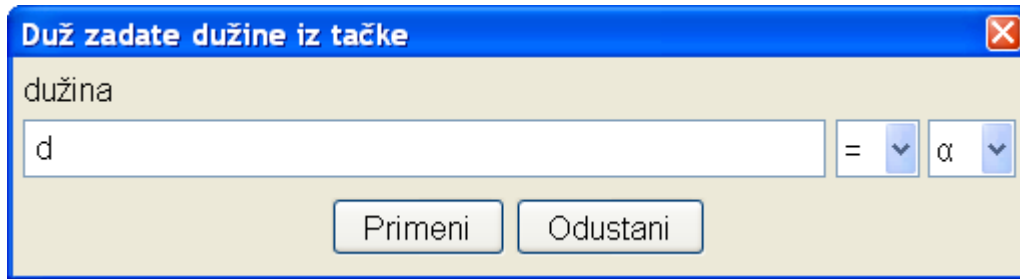 Duž zadate dužine iz tačke
dužina
d = α
Primeni Odustani